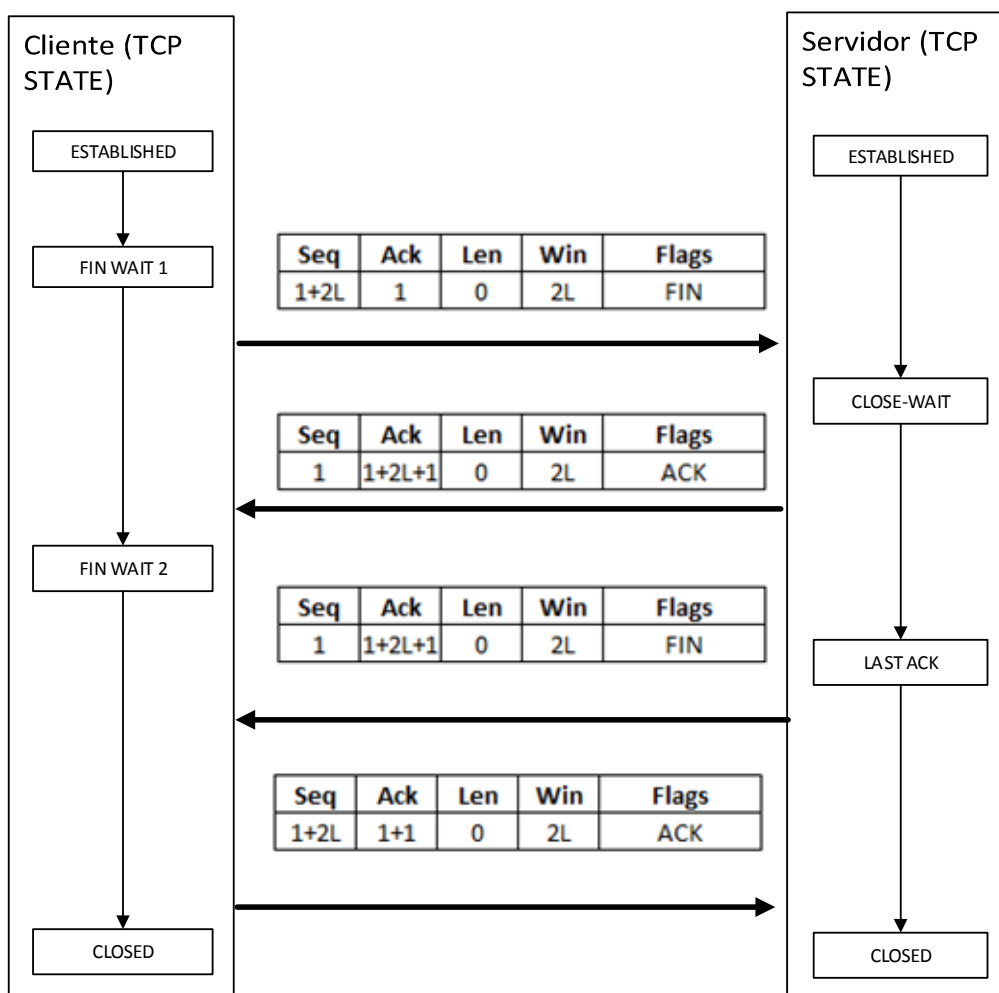 Cliente (TCP
STATE)
Servidor (TCP
STATE)
ESTABLISHED
ESTABLISHED
Seq Ack Len Win Flags
1+2L 1 0 2L FIN
FIN WAIT 1
CLOSE-WAIT
Seq Ack Len Win Flags
1 1+2L+1 0 2L ACK
FIN WAIT 2
Seq Ack Len Win Flags
1 1+2L+1 0 2L FIN
LAST ACK
Seq Ack Len Win Flags
1+2L 1+1 0 2L ACK
CLOSED
CLOSED